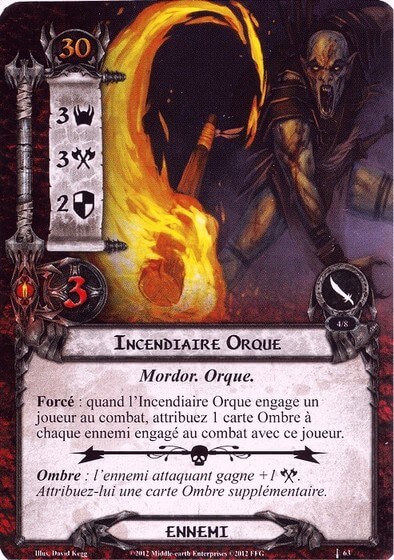 30
3
3
2
3
4/8
Incendiaire Orque
Mordor. Orque.
Forcé : quand l'Incendiaire Orque engage un
joueur au combat, attribuez 1 carte Ombre à
chaque ennemi engagé au combat avec ce joueur.
Ombre : l'ennemi attaquant gagne +1 .
Attribuez-lui une carte Ombre supplémentaire.
ENNEMI
Illus. David Kegg
©2012 Middle-earth Enterprises ©2012 FFG
63